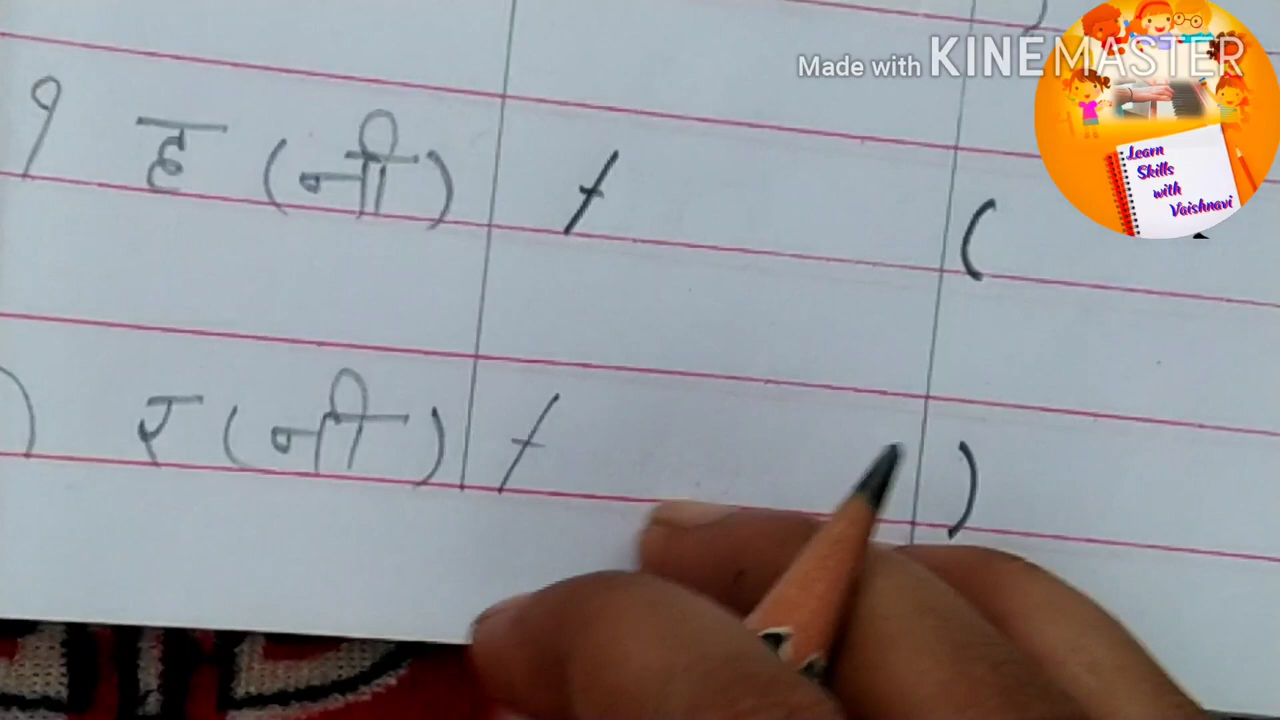 Made with KINEMASTER
Learn
Skills
with
Vaishnavi
१ ह (नी) /
(
) र (नी) /
)